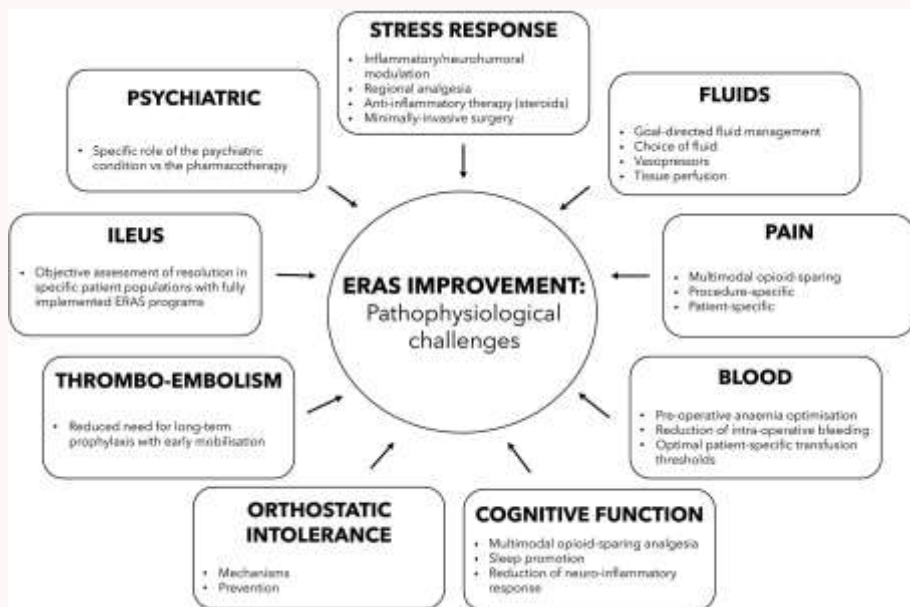 STRESS RESPONSE
• Inflammatory/neurohumoral
modulation
• Regional analgesia
• Anti-inflammatory therapy (steroids)
• Minimally-invasive surgery
PSYCHIATRIC
• Specific role of the psychiatric
condition vs the pharmacotherapy
FLUIDS
• Goal-directed fluid management
• Choice of fluid
• Vasopressors
• Tissue perfusion
ILEUS
• Objective assessment of resolution in
specific patient populations with fully
implemented ERAS programs
ERAS IMPROVEMENT:
Pathophysiological
challenges
PAIN
• Multimodal opioid-sparing
• Procedure-specific
• Patient-specific
THROMBO-EMBOLISM
• Reduced need for long-term
prophylaxis with early mobilisation
BLOOD
• Pre-operative anaemia optimisation
• Reduction of intra-operative bleeding
• Optimal patient-specific transfusion
thresholds
ORTHOSTATIC
INTOLERANCE
• Mechanisms
• Prevention
COGNITIVE FUNCTION
• Multimodal opioid-sparing analgesia
• Sleep promotion
• Reduction of neuro-inflammatory
response